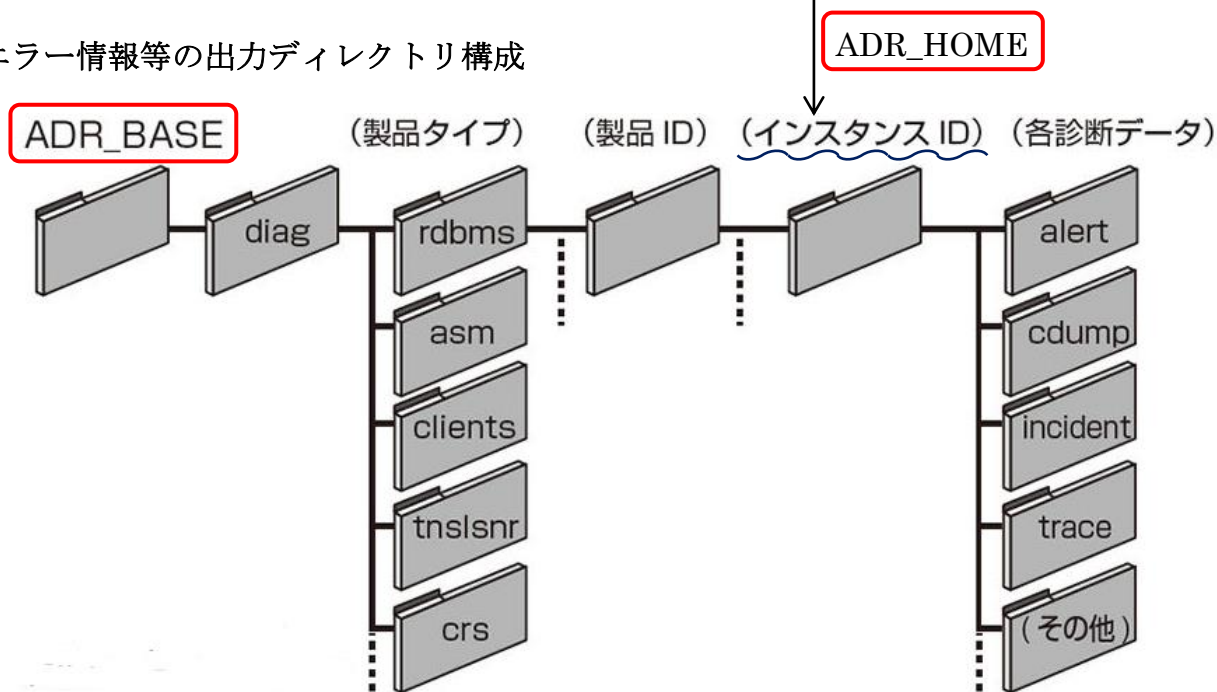 エラー情報等の出力ディレクトリ構成
ADR_HOME
ADR_BASE
（製品タイプ）
（製品 ID）
（インスタンス ID）
（各診断データ）
diag
rdbms
asm
clients
tnslsnr
crs
alert
cdump
incident
trace
(その他)